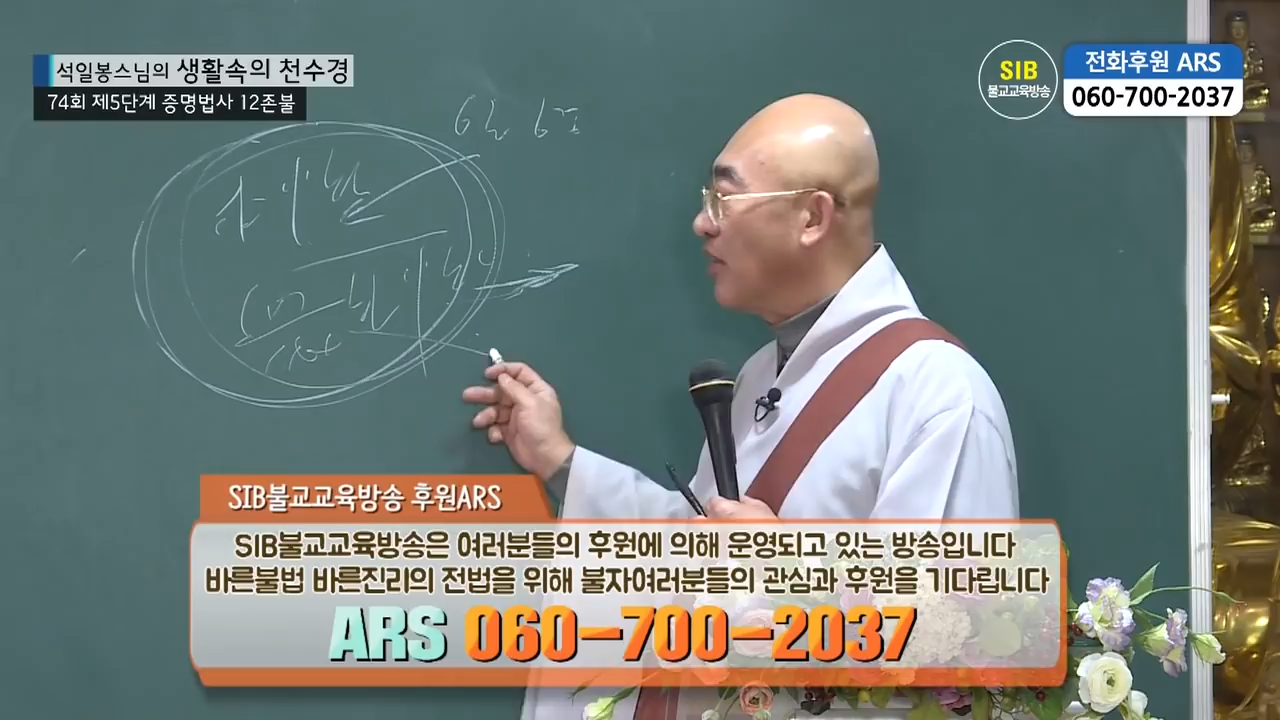 석일봉스님의 생활속의 천수경
74회 제5단계 증명법사 12존불
SIB
불교교육방송
전화후원 ARS
060-700-2037
SIB불교교육방송 후원ARS
SIB불교교육방송은 여러분들의 후원에 의해 운영되고 있는 방송입니다
바른불법 바른진리의 전법을 위해 불자여러분들의 관심과 후원을 기다립니다
ARS 060-700-2037